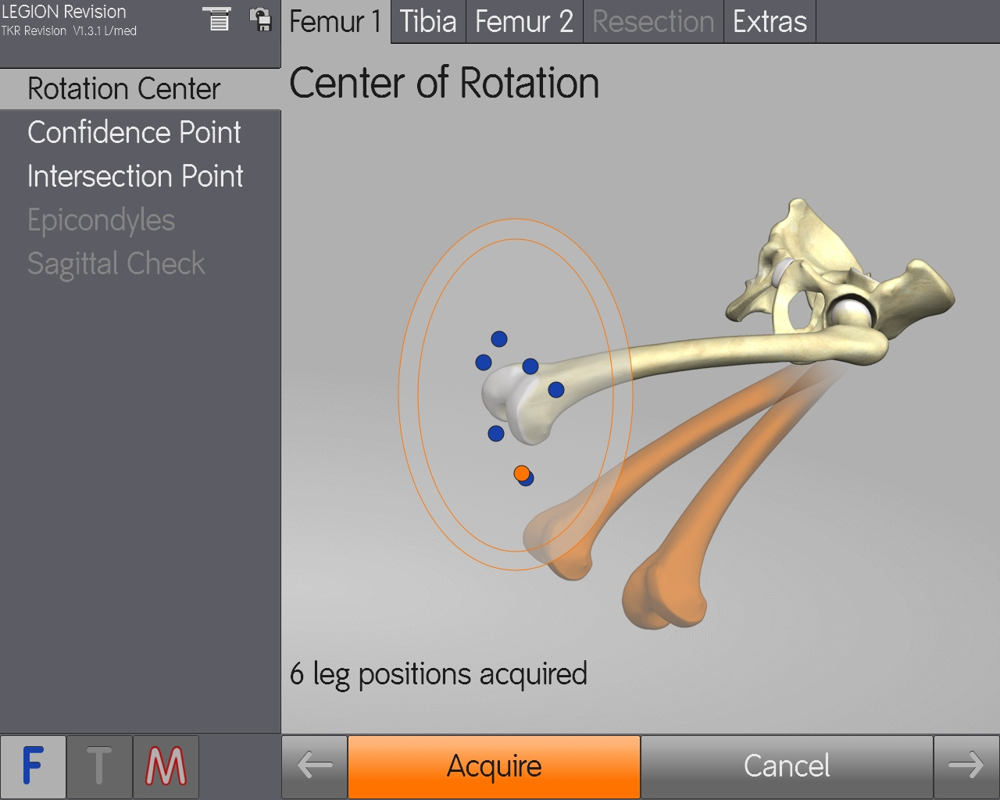 LEGION Revision
TKR Revision V1.3.1 L/med
Femur 1
Tibia
Femur 2
Resection
Extras
Rotation Center
Confidence Point
Intersection Point
Epicondyles
Sagittal Check
Center of Rotation
6 leg positions acquired
F
T
M
Acquire
Cancel